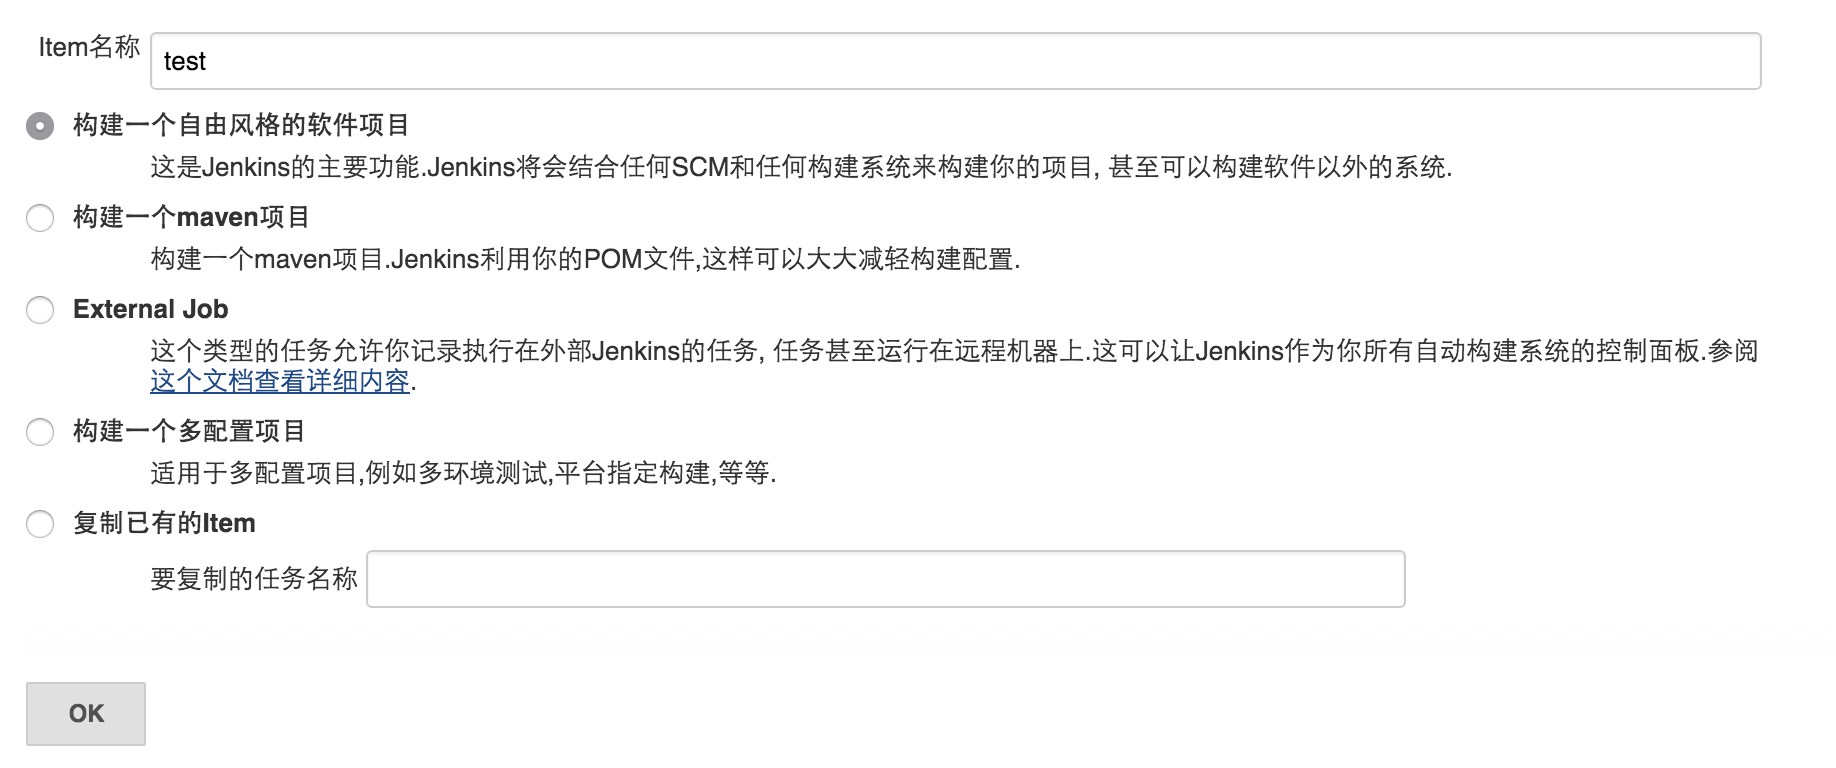 Item名称 test
构建一个自由风格的软件项目
这是Jenkins的主要功能.Jenkins将会结合任何SCM和任何构建系统来构建你的项目, 甚至可以构建软件以外的系统.
构建一个maven项目
构建一个maven项目.Jenkins利用你的POM文件,这样可以大大减轻构建配置.
External Job
这个类型的任务允许你记录执行在外部Jenkins的任务, 任务甚至运行在远程机器上.这可以让Jenkins作为你所有自动构建系统的控制面板.参阅
这个文档查看详细内容.
构建一个多配置项目
适用于多配置项目,例如多环境测试,平台指定构建,等等.
复制已有的Item
要复制的任务名称
OK